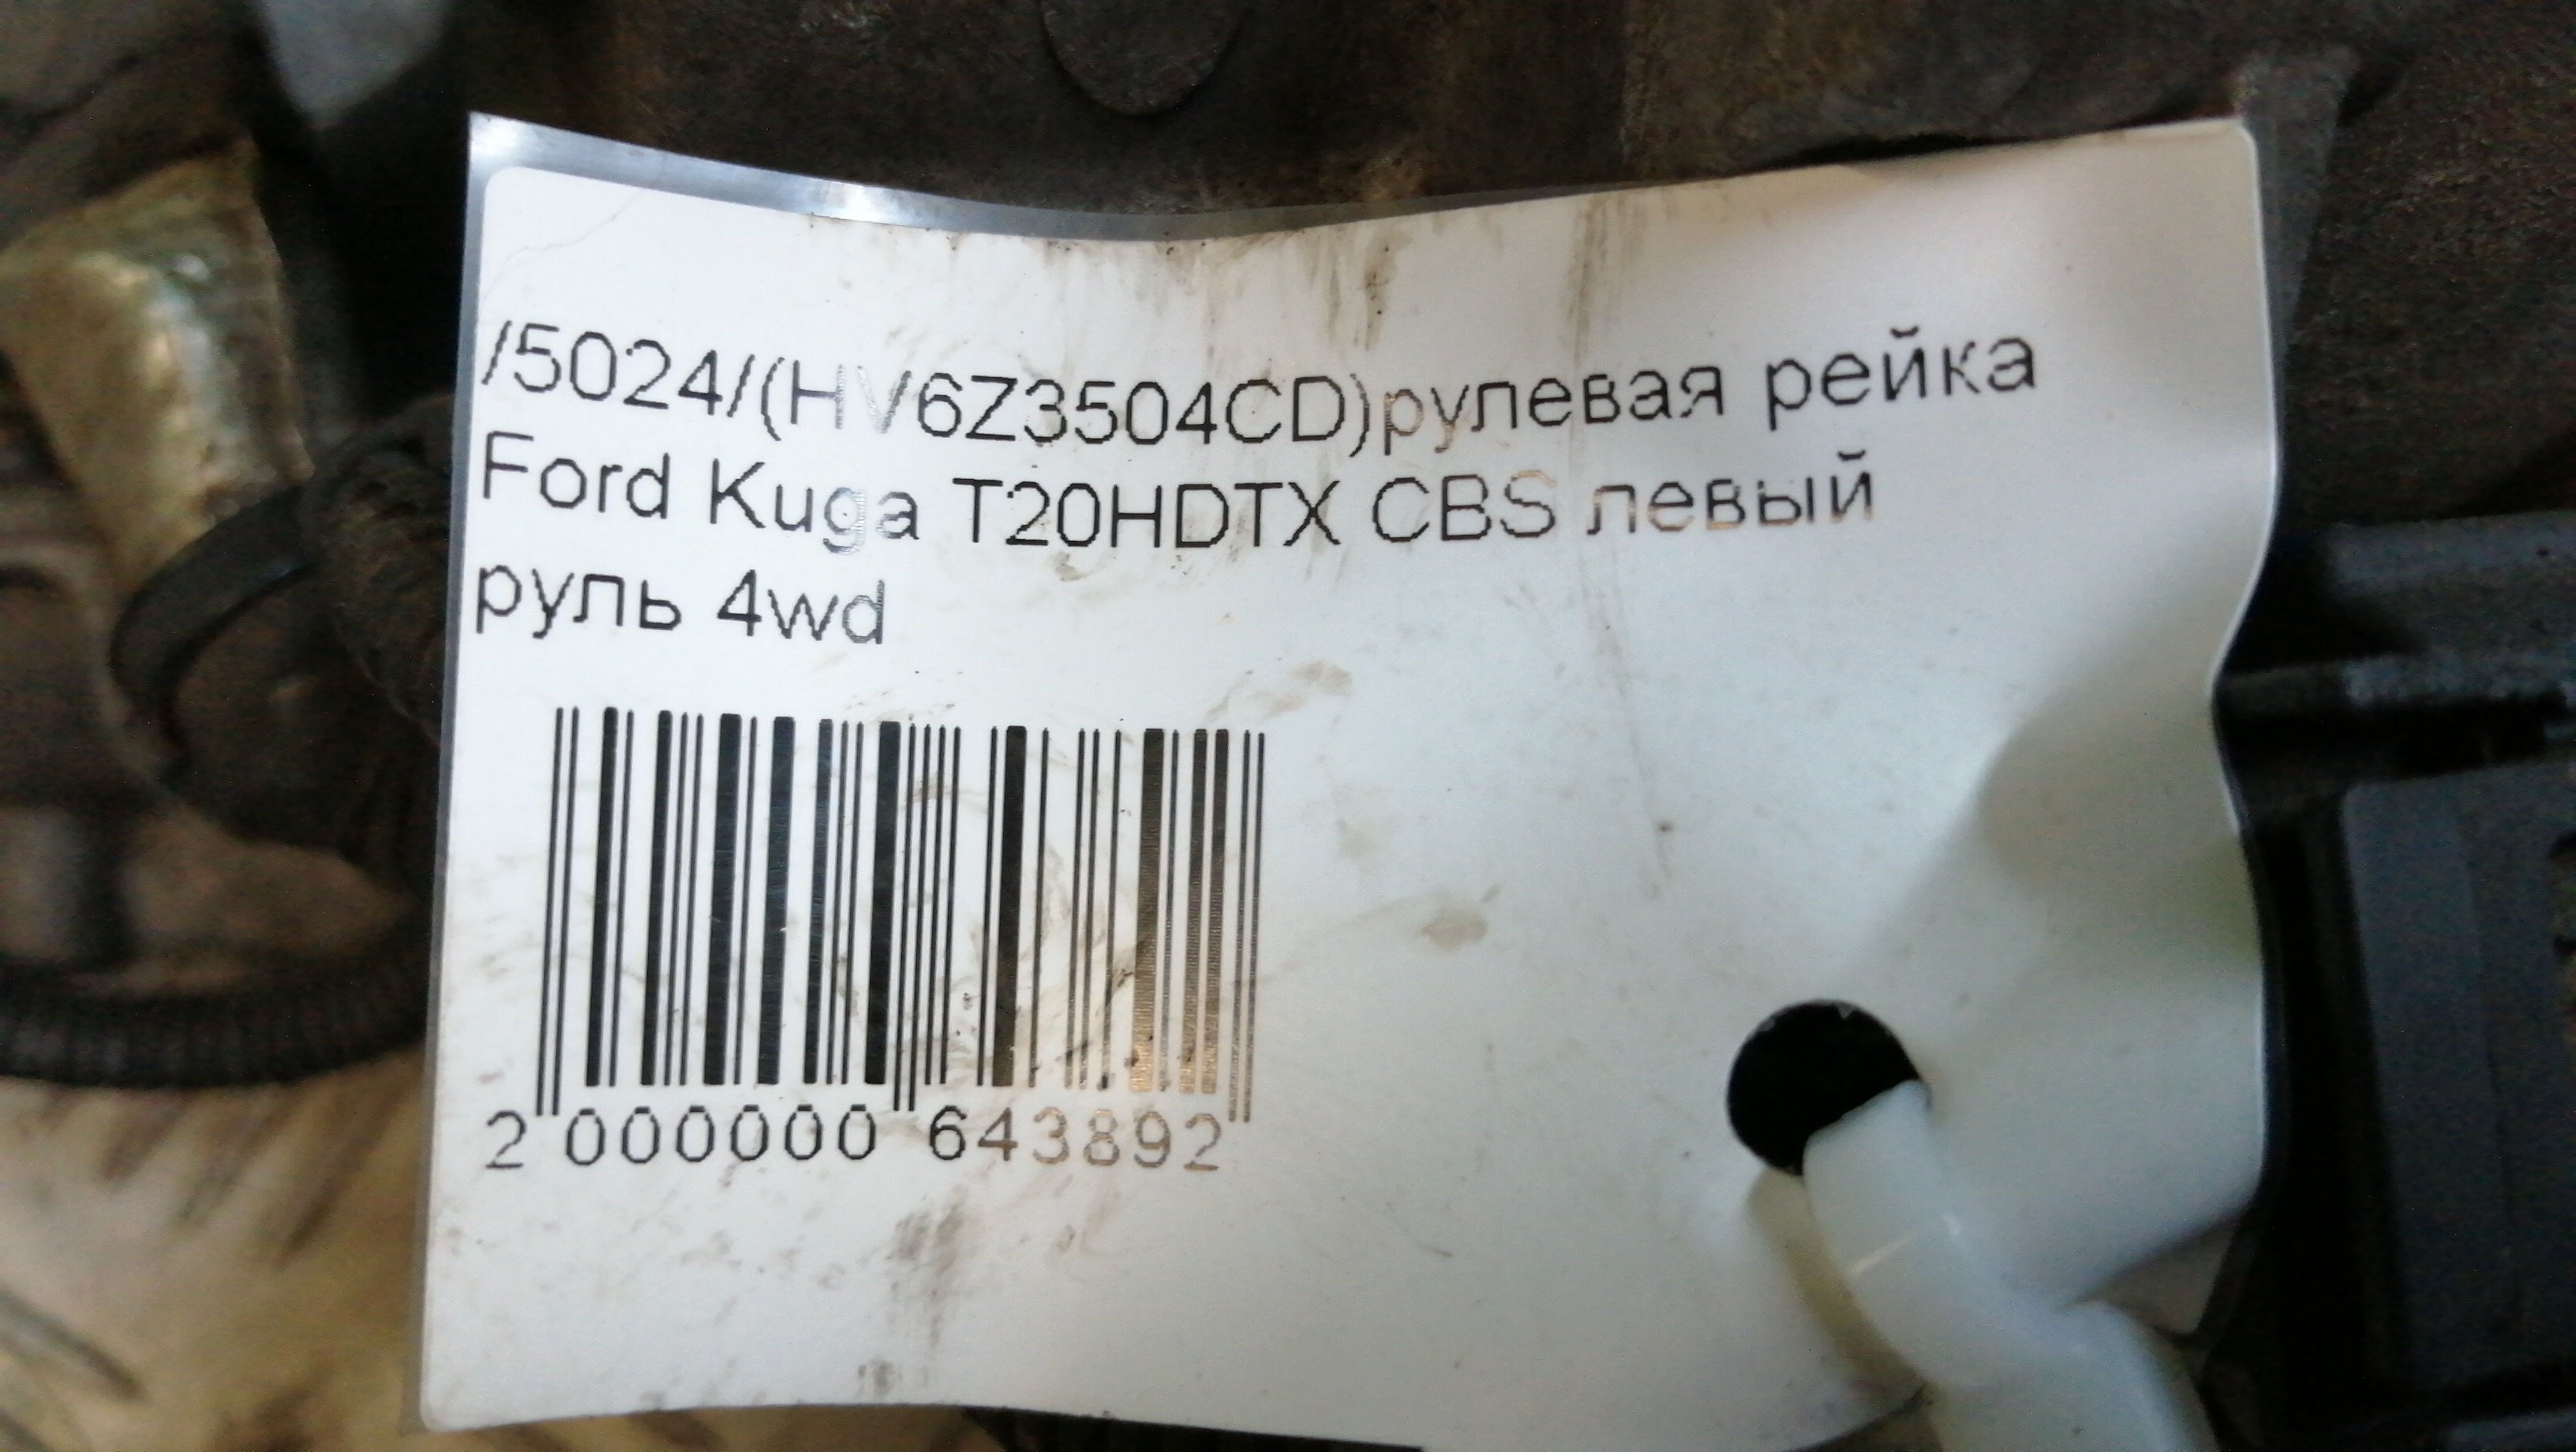 /5024/(HV6Z3504CD)рулевая рейка
Ford Kuga T20HDTX CBS левый
руль 4wd
2 000000 643892